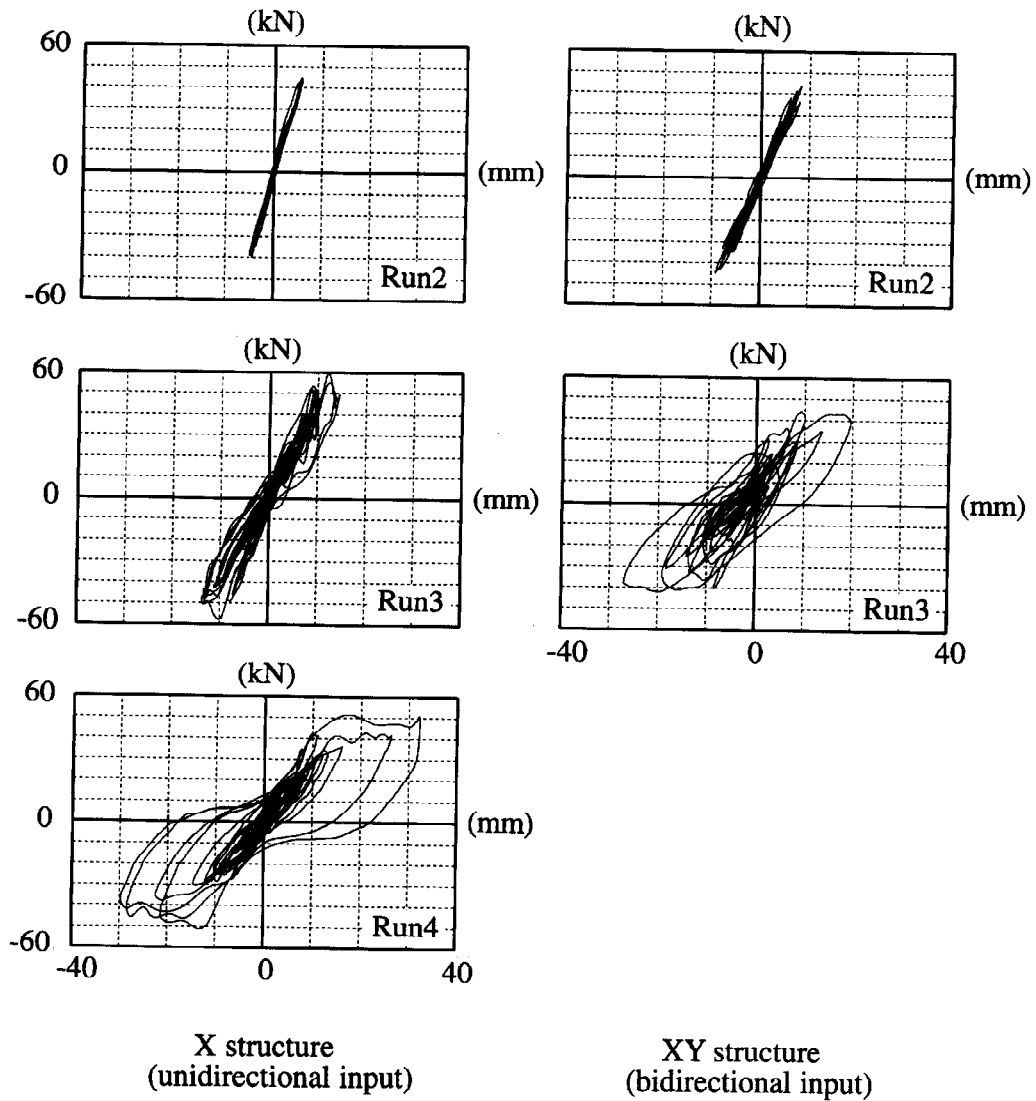 (kN)
60
0
-60
(mm)
Run2
(kN)
(mm)
Run2
(kN)
60
0
-60
(mm)
Run3
(kN)
(mm)
Run3
-40
0
40
(kN)
60
0
-60
(mm)
Run4
-40
0
40
X structure
(unidirectional input)
XY structure
(bidirectional input)